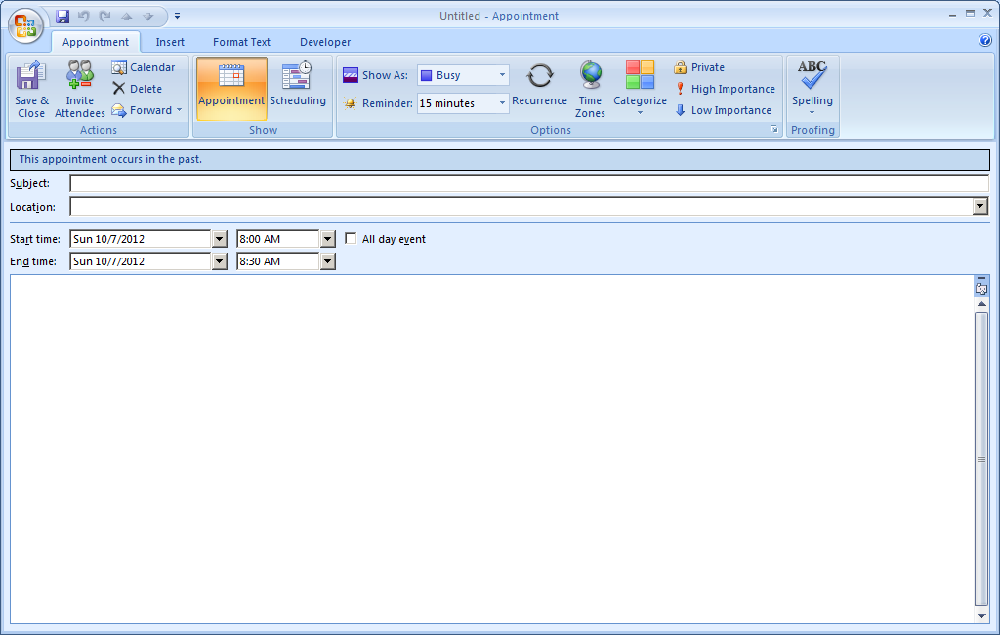 Untitled - Appointment
Appointment Insert Format Text Developer
Save & Close
Invite Attendees
Calendar
Delete
Forward
Actions
Appointment
Scheduling
Show
Show As: Busy
Reminder: 15 minutes
Recurrence
Time Zones
Categorize
Private
High Importance
Low Importance
Options
ABC
Spelling
Proofing
This appointment occurs in the past.
Subject:
Location:
Start time: Sun 10/7/2012 8:00 AM All day event
End time: Sun 10/7/2012 8:30 AM